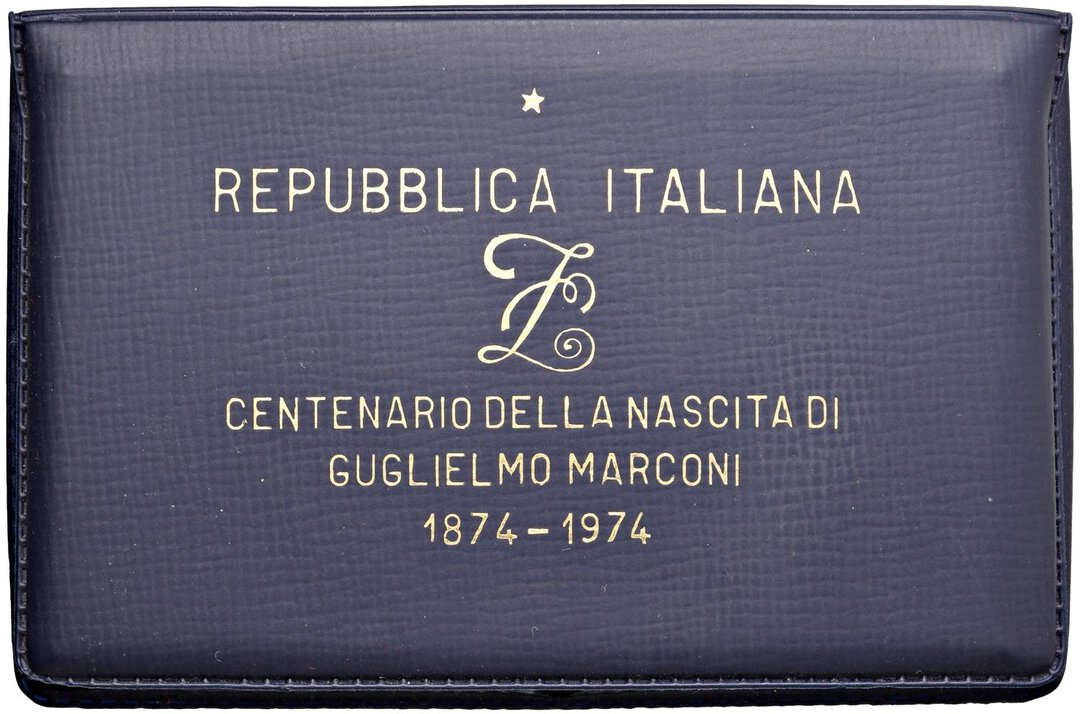 REPUBBLICA ITALIANA
CENTENARIO DELLA NASCITA DI
GUGLIELMO MARCONI
1874-1974